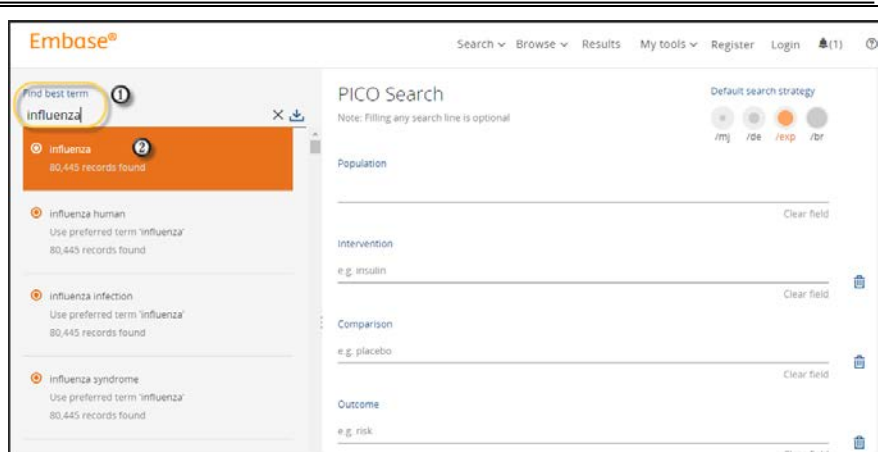 Embase®
Search Browse Results My tools Register Login (1)
Find best term
1
influenza
influenza
2
80,445 records found
influenza human
Use preferred term 'influenza'
80,445 records found
influenza infection
Use preferred term 'influenza'
80,445 records found
influenza syndrome
Use preferred term 'influenza'
80,445 records found
PICO Search
Note: Filling any search line is optional
Default search strategy
/mj /de /exp /br
Population
Clear field
Intervention
e.g. insulin
Clear field
Comparison
e.g. placebo
Clear field
Outcome
e.g. risk